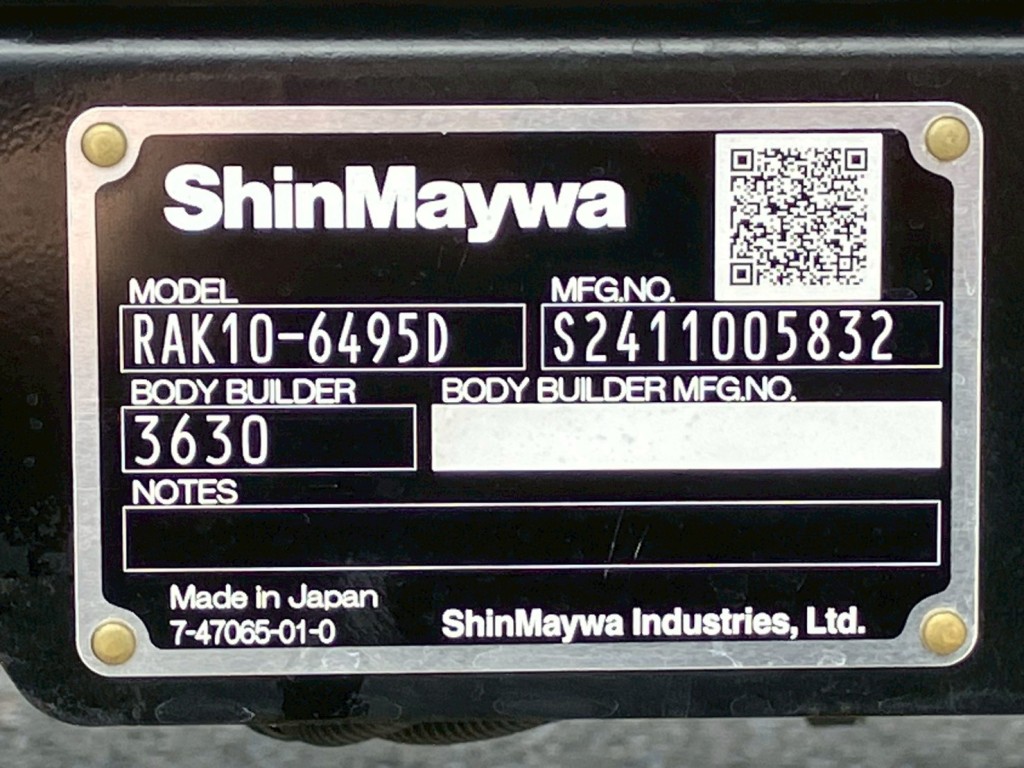 ShinMaywa
MODEL MFG.NO.
RAK10-6495D S2411005832
BODY BUILDER BODY BUILDER MFG.NO.
3630
NOTES
Made in Japan
7-47065-01-0 ShinMaywa Industries, Ltd.